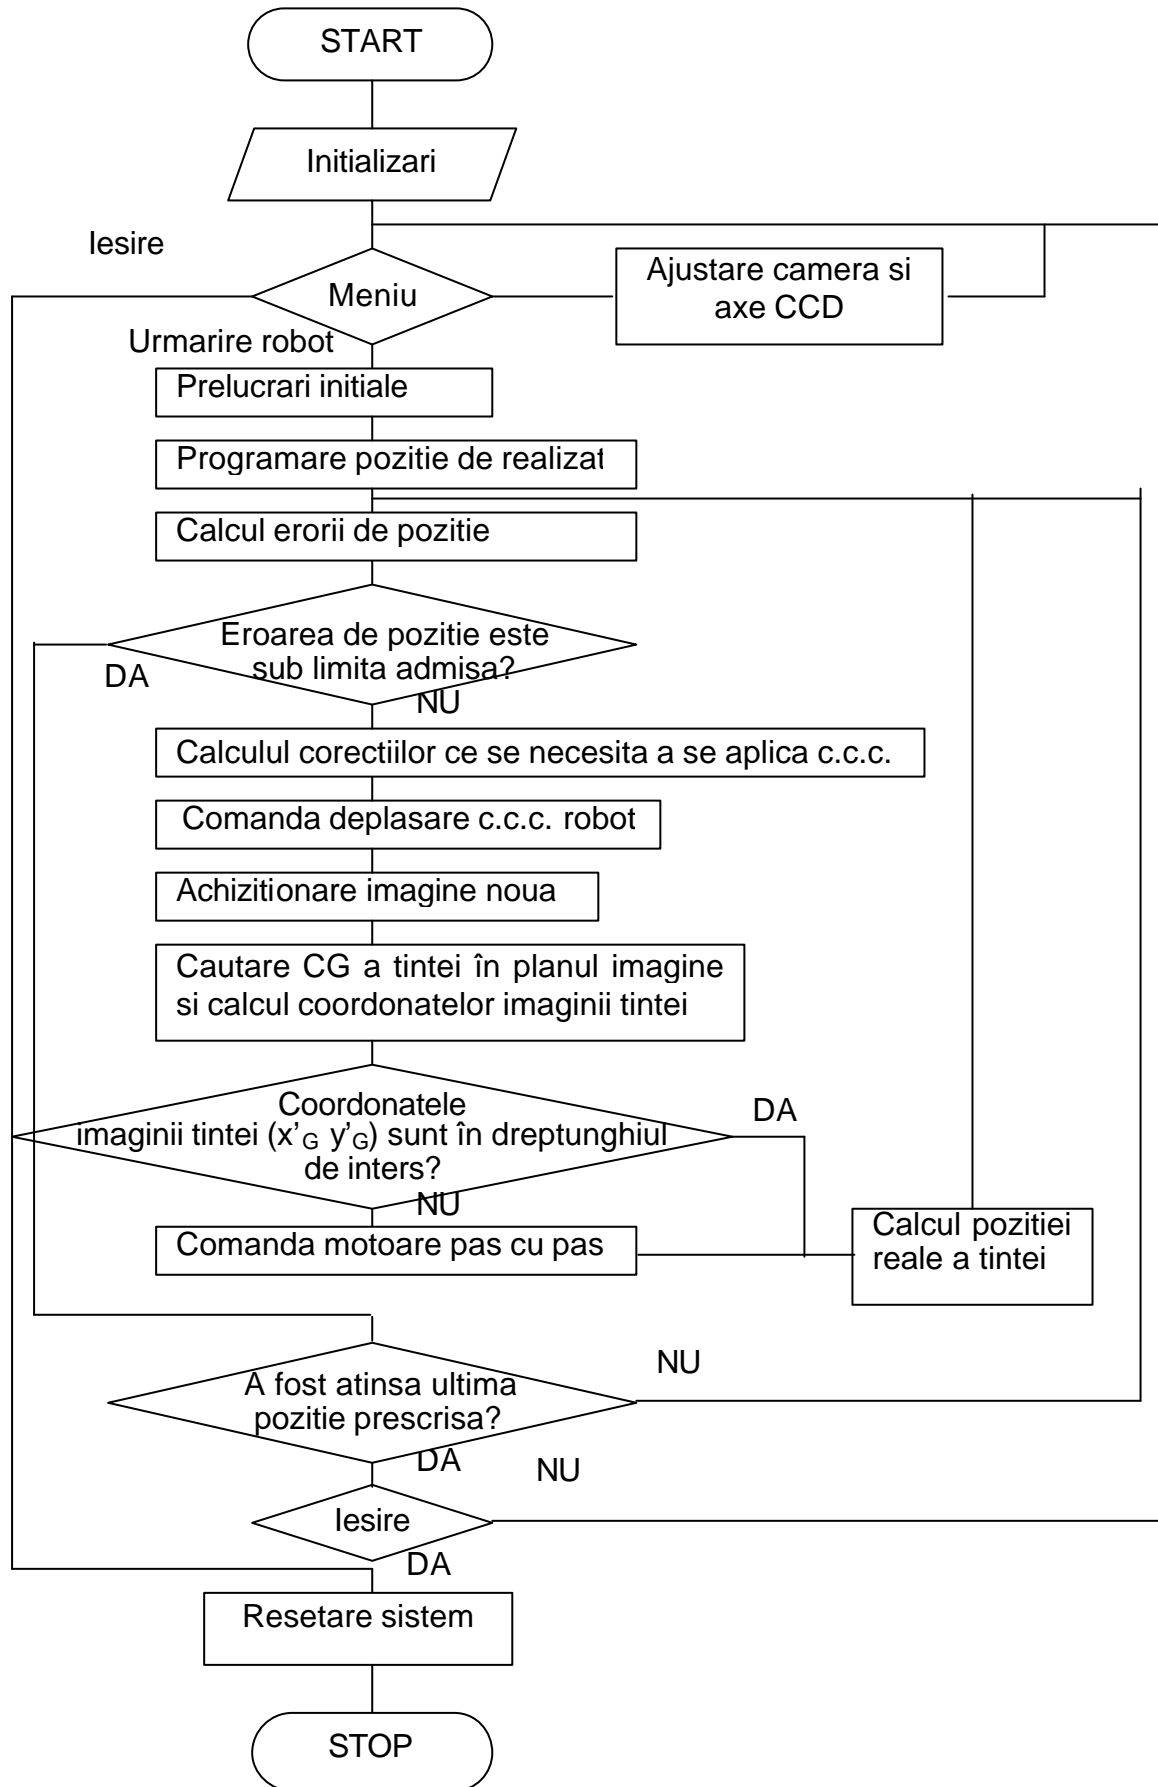 START
Initializari
Iesire
Meniu
Ajustare camera si
axe CCD
Urmarire robot
Prelucrari initiale
Programare pozitie de realizat
Calcul erorii de pozitie
Eroarea de pozitie este
sub limita admisa?
DA
NU
Calculul corectiilor ce se necesita a se aplica c.c.c.
Comanda deplasare c.c.c. robot
Achizitionare imagine noua
Cautare CG a tintei în planul imagine
si calcul coordonatelor imaginii tintei
Coordonatele
imaginii tintei (x'G y'G) sunt în dreptunghiul
de inters?
DA
NU
Comanda motoare pas cu pas
Calcul pozitiei
reale a tintei
A fost atinsa ultima
pozitie prescrisa?
NU
DA
NU
Iesire
DA
Resetare sistem
STOP